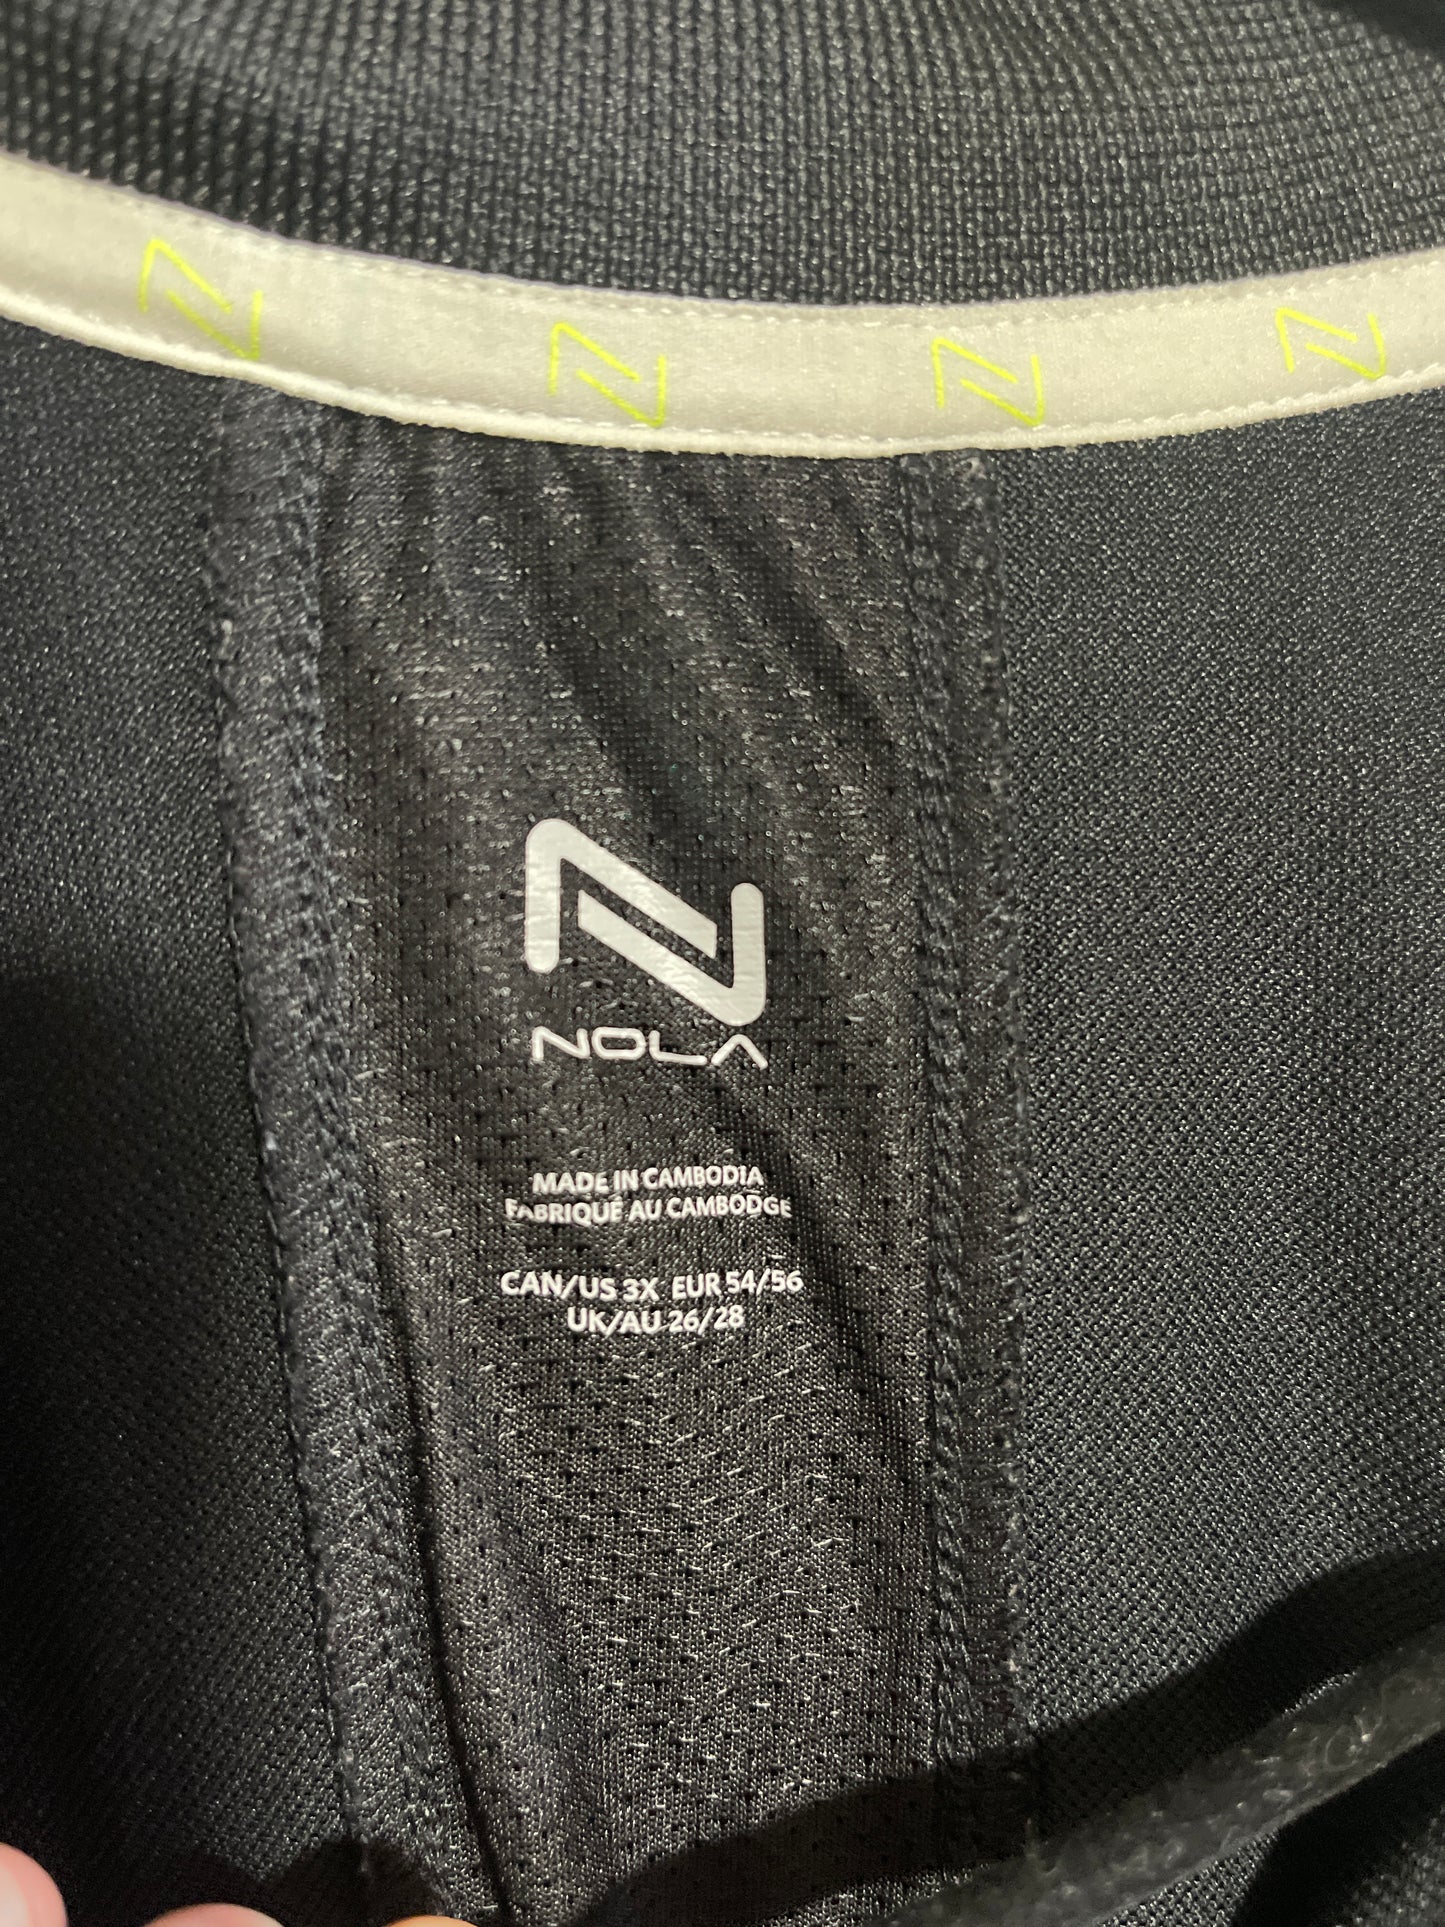 NOLA
MADE IN CAMBODIA
FABRIQUÉ AU CAMBODGE
CAN/US 3X EUR 54/56
UK/AU 26/28